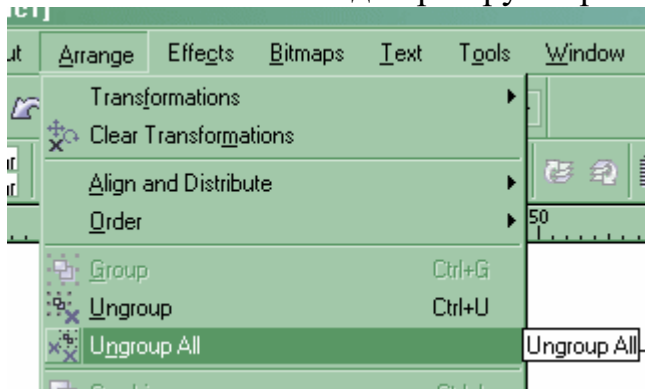 Arrange Effects Bitmaps Text Tools Window
Transformations
Clear Transformations
Align and Distribute
Order
50
Group Ctrl+G
Ungroup Ctrl+U
Ungroup All Ungroup All